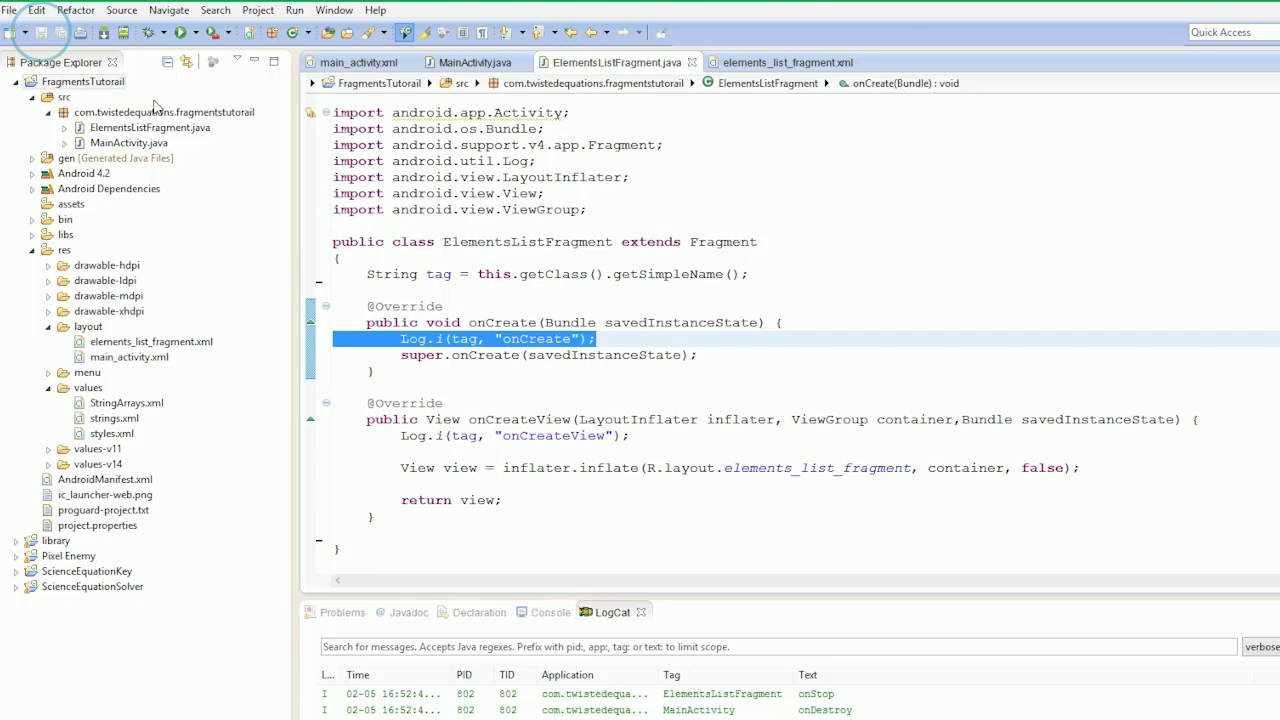 File Edit Refactor Source Navigate Search Project Run Window Help
Quick Access
Package Explorer
main_activity.xml MainActivity.java ElementsListFragment.java elements_list_fragment.xml
FragmentsTutorail src com.twistedequations.fragmentstutorail ElementsListFragment onCreate(Bundle) : void
FragmentsTutorail
src
com.twistedequations.fragmentstutorail
ElementsListFragment.java
MainActivity.java
gen [Generated Java Files]
Android 4.2
Android Dependencies
assets
bin
libs
res
drawable-hdpi
drawable-ldpi
drawable-mdpi
drawable-xhdpi
layout
elements_list_fragment.xml
main_activity.xml
menu
values
StringArrays.xml
strings.xml
styles.xml
values-v11
values-v14
AndroidManifest.xml
ic_launcher-web.png
proguard-project.txt
project.properties
library
Pixel Enemy
ScienceEquationKey
ScienceEquationSolver
import android.app.Activity;
import android.os.Bundle;
import android.support.v4.app.Fragment;
import android.util.Log;
import android.view.LayoutInflater;
import android.view.View;
import android.view.ViewGroup;
public class ElementsListFragment extends Fragment
{
String tag = this.getClass().getSimpleName();
@Override
public void onCreate(Bundle savedInstanceState) {
Log.i(tag, "onCreate");
super.onCreate(savedInstanceState);
}
@Override
public View onCreateView(LayoutInflater inflater, ViewGroup container,Bundle savedInstanceState) {
Log.i(tag, "onCreateView");
View view = inflater.inflate(R.layout.elements_list_fragment, container, false);
return view;
}
}
Problems @ Javadoc Declaration Console LogCat
Search for messages. Accepts Java regexes. Prefix with pid:, app:, tag: or text: to limit scope.
verbose
L... Time PID TID Application Tag Text
I 02-05 16:52:4... 802 802 com.twistedequa... ElementsListFragment onStop
I 02-05 16:52:4... 802 802 com.twistedequa... MainActivity onDestroy